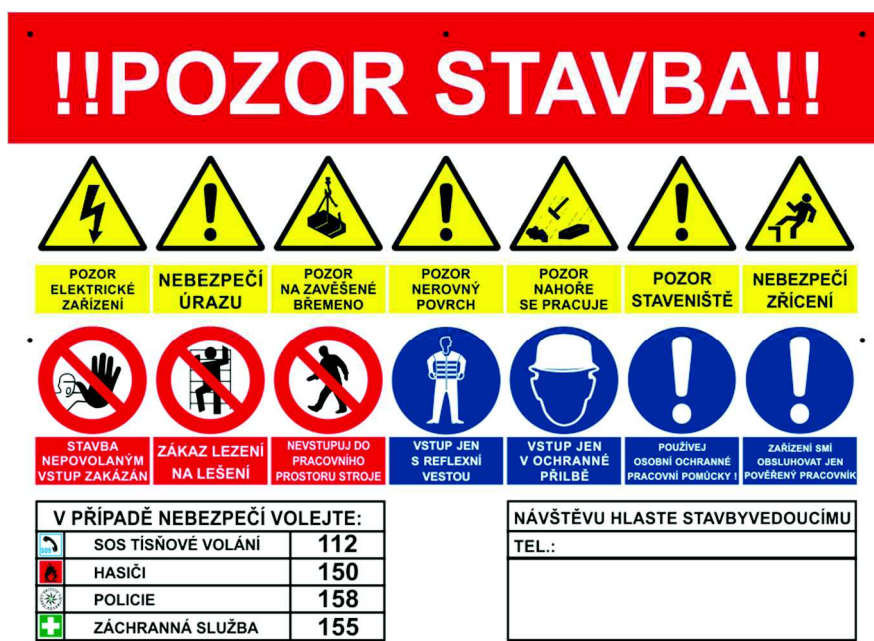 !!POZOR STAVBA!!
POZOR
ELEKTRICKÉ
ZAŘÍZENÍ
NEBEZPEČÍ
ÚRAZU
POZOR
NA ZAVĚŠENÉ
BŘEMENO
POZOR
NEROVNÝ
POVRCH
POZOR
NAHOŘE
SE PRACUJE
POZOR
STAVENIŠTĚ
NEBEZPEČÍ
ZŘÍCENÍ
STAVBA
NEPOVOLANÝM
VSTUP ZAKÁZÁN
ZÁKAZ LEZENÍ
NA LEŠENÍ
NEVSTUPUJ DO
PRACOVNÍHO
PROSTORU STROJE
VSTUP JEN
S REFLEXNÍ
VESTOU
VSTUP JEN
V OCHRANNÉ
PŘILBĚ
POUŽÍVEJ
OSOBNÍ OCHRANNÉ
PRACOVNÍ POMŮCKY !
ZAŘÍZENÍ SMÍ
OBSLUHOVAT JEN
POVĚŘENÝ PRACOVNÍK
V PŘÍPADĚ NEBEZPEČÍ VOLEJTE:
SOS SOS TÍSŇOVÉ VOLÁNÍ 112
HASIČI 150
POLICIE 158
ZÁCHRANNÁ SLUŽBA 155
NÁVŠTĚVU HLASTE STAVBYVEDOUCÍMU
TEL.: